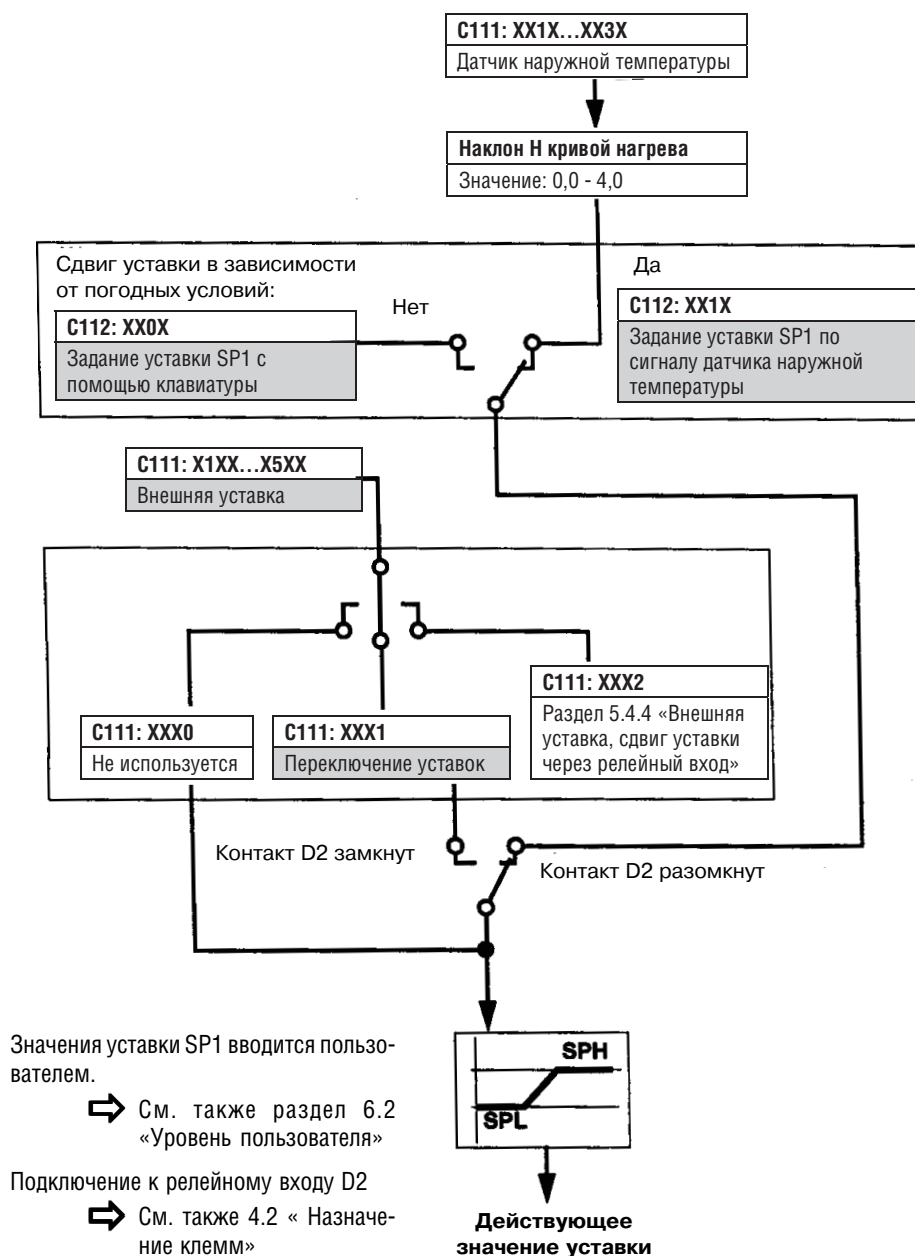 C111: XX1X...XX3X
Датчик наружной температуры
Наклон H кривой нагрева
Значение: 0,0 - 4,0
Сдвиг уставки в зависимости
от погодных условий:
Нет
Да
C112: XX0X
Задание уставки SP1 с
помощью клавиатуры
C112: XX1X
Задание уставки SP1 по
сигналу датчика наружной
температуры
C111: X1XX...X5XX
Внешняя уставка
C111: XXX0
Не используется
C111: XXX1
Переключение уставок
C111: XXX2
Раздел 5.4.4 «Внешняя
уставка, сдвиг уставки
через релейный вход»
Контакт D2 замкнут
Контакт D2 разомкнут
SPH
SPL
Значения уставки SP1 вводится пользо-
вателем.
См. также раздел 6.2
«Уровень пользователя»
Подключение к релейному входу D2
См. также 4.2 « Назначе-
ние клемм»
Действующее
значение уставки